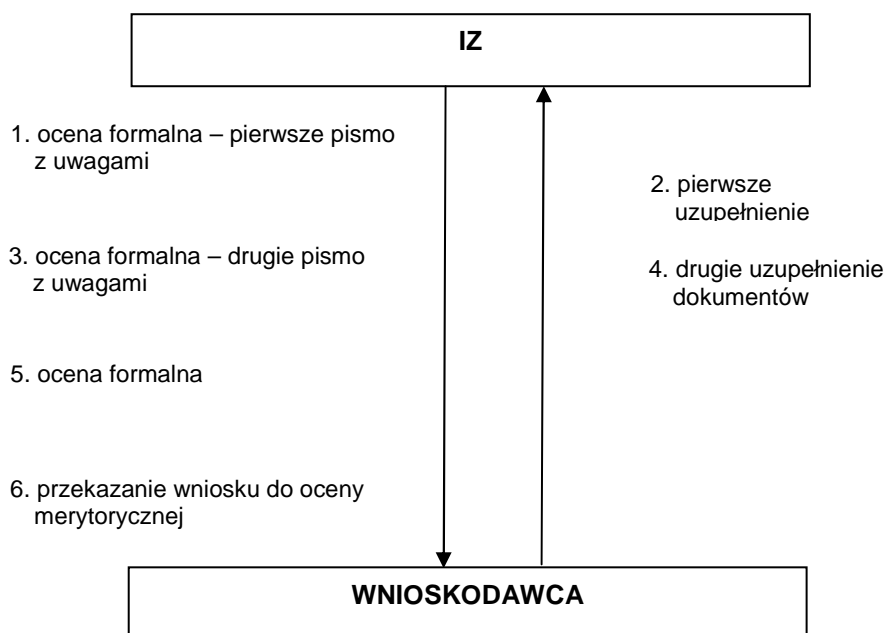 IZ
1. ocena formalna – pierwsze pismo
z uwagami
2. pierwsze
uzupełnienie
3. ocena formalna – drugie pismo
z uwagami
4. drugie uzupełnienie
dokumentów
5. ocena formalna
6. przekazanie wniosku do oceny
merytorycznej
WNIOSKODAWCA